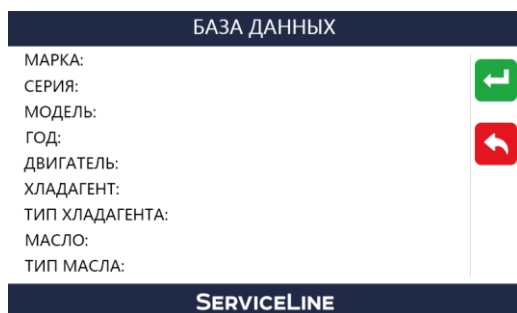 БАЗА ДАННЫХ
МАРКА:
СЕРИЯ:
МОДЕЛЬ:
ГОД:
ДВИГАТЕЛЬ:
ХЛАДАГЕНТ:
ТИП ХЛАДАГЕНТА:
МАСЛО:
ТИП МАСЛА:
SERVICELINE